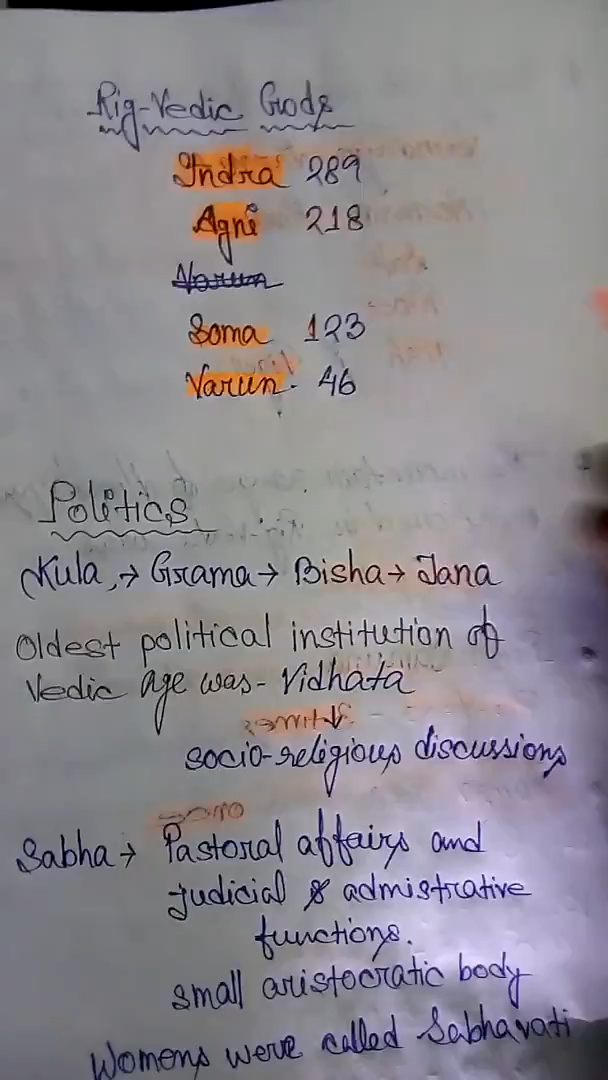 Rig-Vedic Gods
Indra 289
Agni 218
Varun
Soma 123
Varun. 46
Politics
Kula, → Grama → Bisha → Jana
Oldest political institution of
Vedic Age was - Vidhata
socio-religious discussions
Sabha → Pastoral affairs and
judicial & admistrative
functions.
small aristocratic body
Womens were called Sabhavati